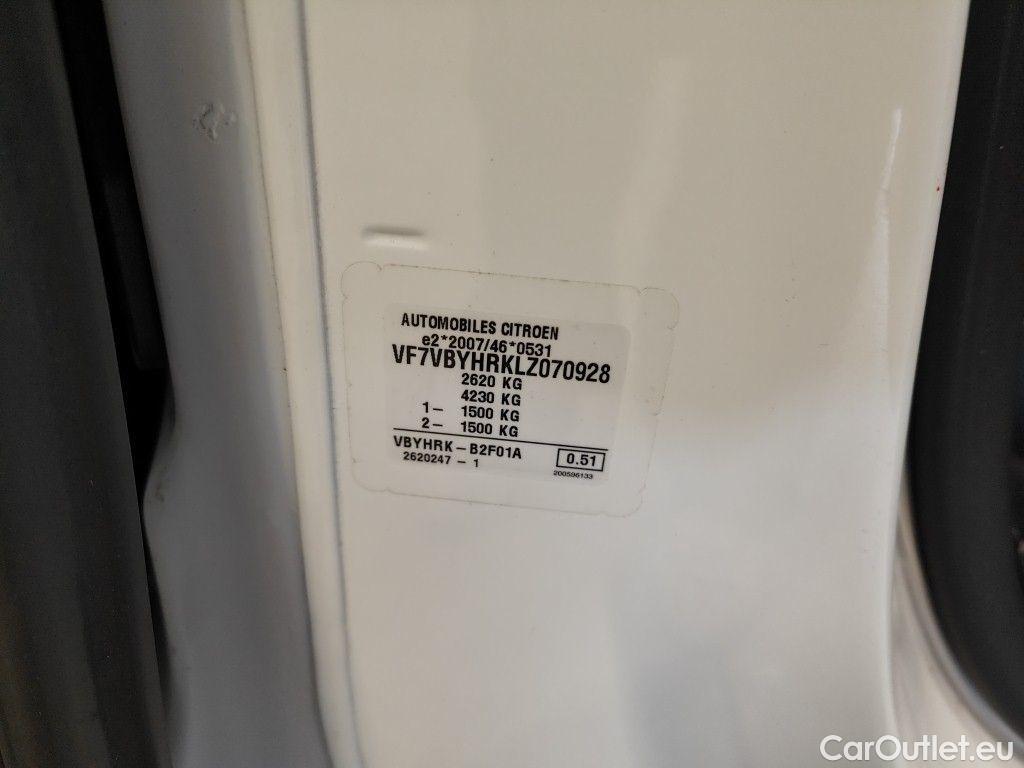 AUTOMOBILES CITROEN
e2*2007/46*0531
VF7VBYHRKLZ070928
2620 KG
4230 KG
1- 1500 KG
2- 1500 KG
VBYHRK-B2F01A 0.51
2620247-1 200596133
CarOutlet.eu